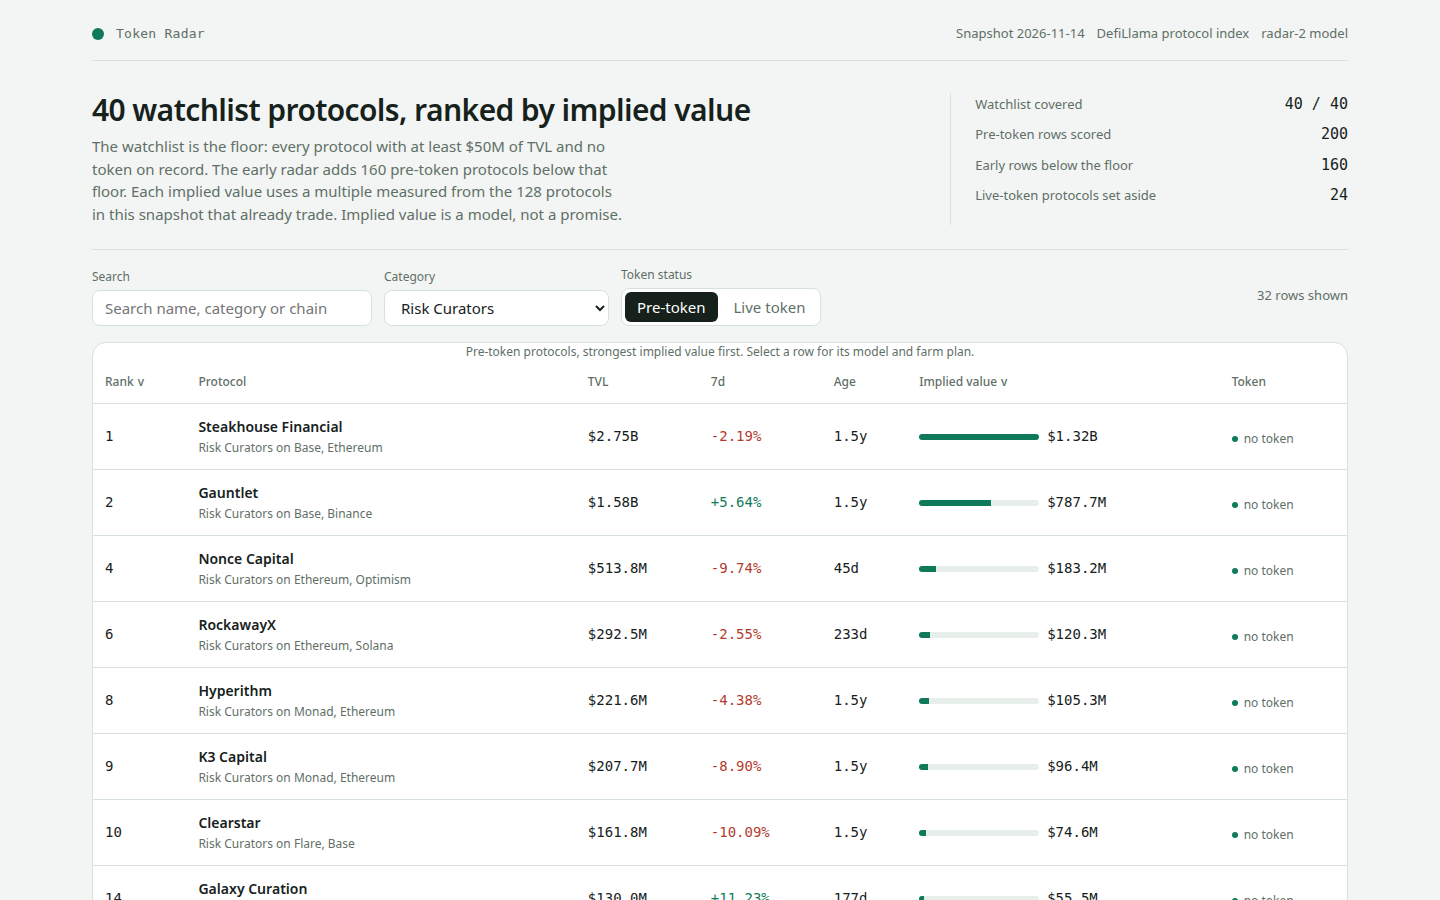 Token Radar
Snapshot 2026-11-14 DefiLlama protocol index radar-2 model
40 watchlist protocols, ranked by implied value
The watchlist is the floor: every protocol with at least $50M of TVL and no
token on record. The early radar adds 160 pre-token protocols below that
floor. Each implied value uses a multiple measured from the 128 protocols
in this snapshot that already trade. Implied value is a model, not a promise.
Watchlist covered 40 / 40
Pre-token rows scored 200
Early rows below the floor 160
Live-token protocols set aside 24
Search
Search name, category or chain
Category
Risk Curators
Token status
Pre-token Live token
32 rows shown
Pre-token protocols, strongest implied value first. Select a row for its model and farm plan.
Rank v Protocol TVL 7d Age Implied value v Token
1 Steakhouse Financial $2.75B -2.19% 1.5y $1.32B no token
Risk Curators on Base, Ethereum
2 Gauntlet $1.58B +5.64% 1.5y $787.7M no token
Risk Curators on Base, Binance
4 Nonce Capital $513.8M -9.74% 45d $183.2M no token
Risk Curators on Ethereum, Optimism
6 RockawayX $292.5M -2.55% 233d $120.3M no token
Risk Curators on Ethereum, Solana
8 Hyperithm $221.6M -4.38% 1.5y $105.3M no token
Risk Curators on Monad, Ethereum
9 K3 Capital $207.7M -8.90% 1.5y $96.4M no token
Risk Curators on Monad, Ethereum
10 Clearstar $161.8M -10.09% 1.5y $74.6M no token
Risk Curators on Flare, Base
14 Galaxy Curation $130.0M +11.23% 177d $55.5M